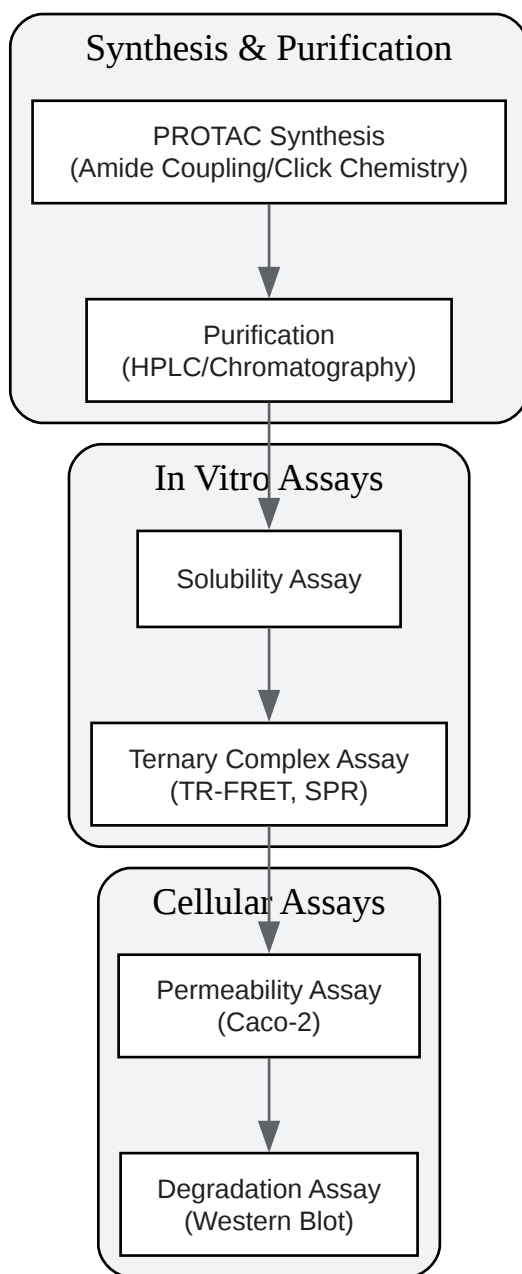 Synthesis & Purification
PROTAC Synthesis
(Amide Coupling/Click Chemistry)
Purification
(HPLC/Chromatography)
In Vitro Assays
Solubility Assay
Ternary Complex Assay
(TR-FRET, SPR)
Cellular Assays
Permeability Assay
(Caco-2)
Degradation Assay
(Western Blot)